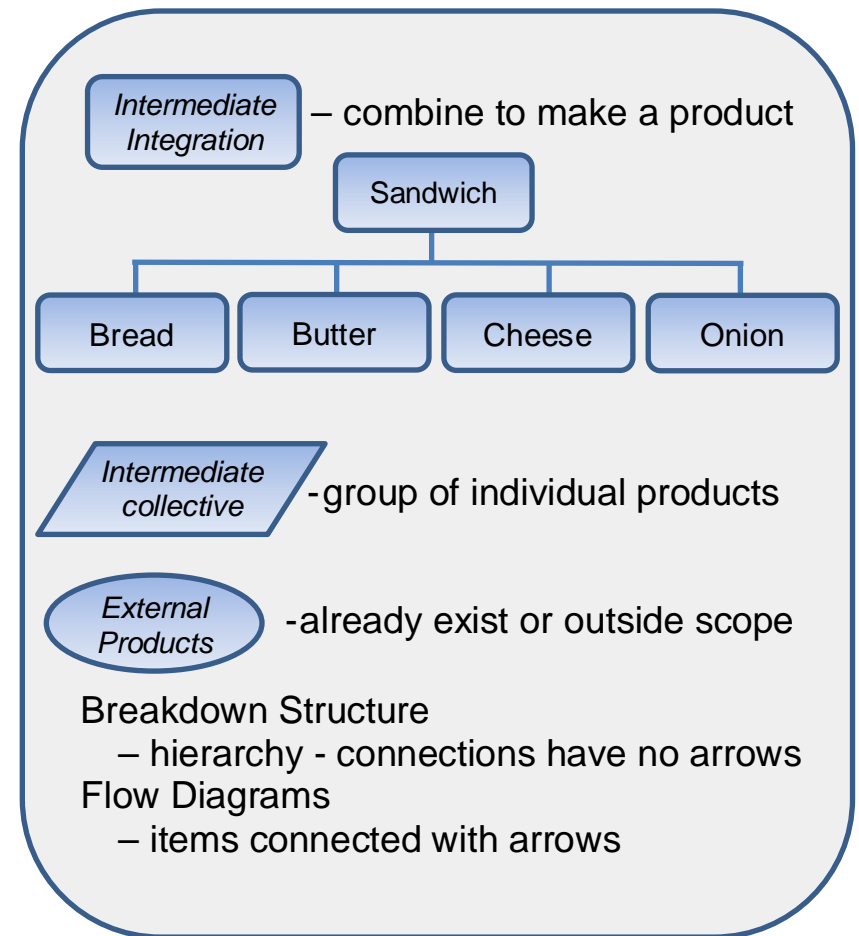 Intermediate
Integration
– combine to make a product
Sandwich
Bread Butter Cheese Onion
Intermediate
collective
-group of individual products
External
Products
-already exist or outside scope
Breakdown Structure
– hierarchy - connections have no arrows
Flow Diagrams
– items connected with arrows